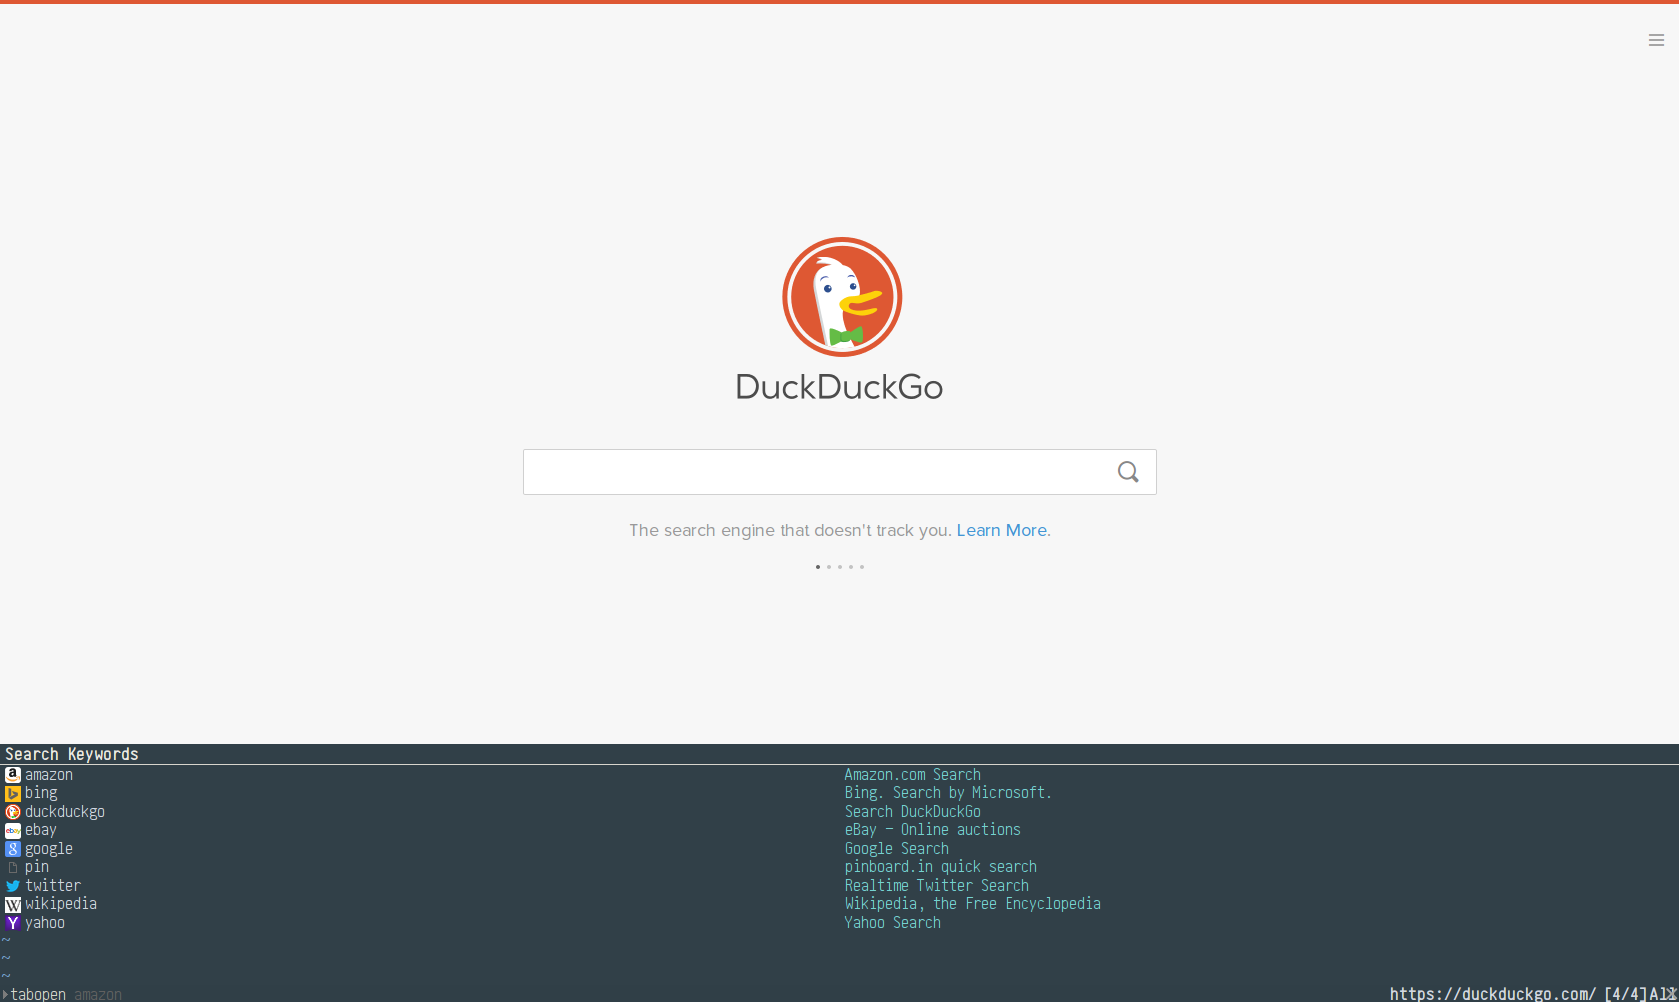 DuckDuckGo
The search engine that doesn't track you. Learn More.
Search Keywords
amazon Amazon.com Search
bing Bing. Search by Microsoft.
duckduckgo Search DuckDuckGo
ebay eBay - Online auctions
google Google Search
pin pinboard.in quick search
twitter Realtime Twitter Search
wikipedia Wikipedia, the Free Encyclopedia
yahoo Yahoo Search
~
~
~
tabopen amazon https://duckduckgo.com/ [4/4]All